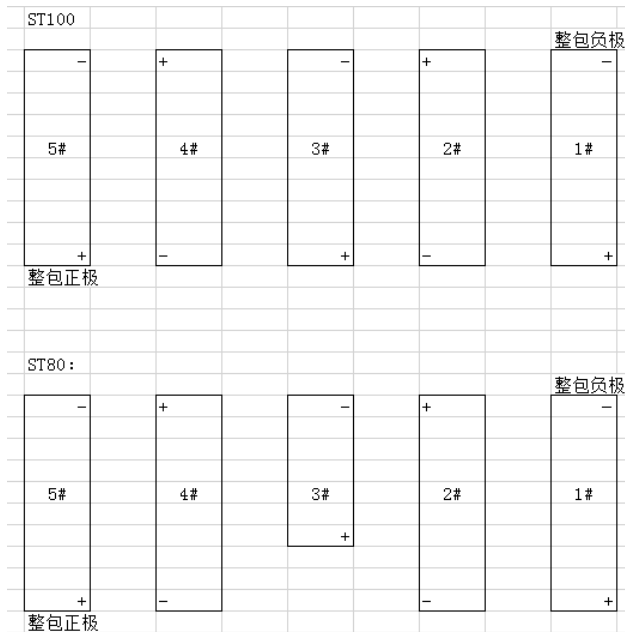 ST100
整包负极
- + - + -
5# 4# 3# 2# 1#
+ - + - +
整包正极
ST80：
整包负极
- + - + -
5# 4# 3# 2# 1#
+
+ - - +
整包正极